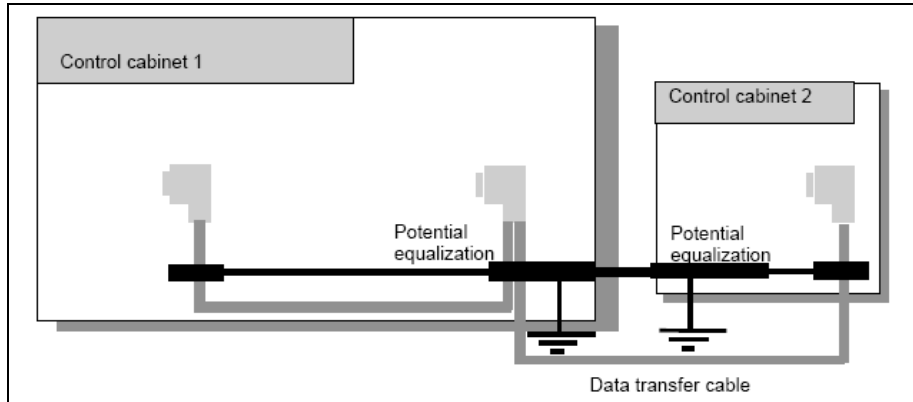 Control cabinet 1
Control cabinet 2
Potential
equalization
Potential
equalization
Data transfer cable